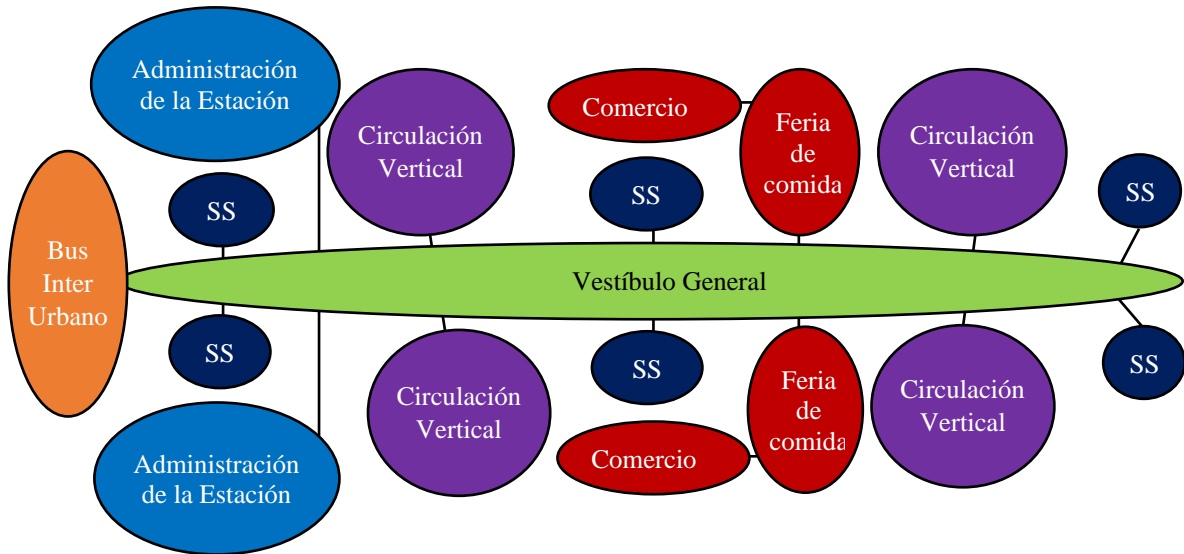 Administración
de la Estación
Circulación
Vertical
Comercio
Feria
de
comida
Circulación
Vertical
SS
SS
SS
Bus
Inter
Urbano
Vestíbulo General
SS
SS
SS
Circulación
Vertical
Feria
de
comida
Circulación
Vertical
Comercio
Administración
de la Estación